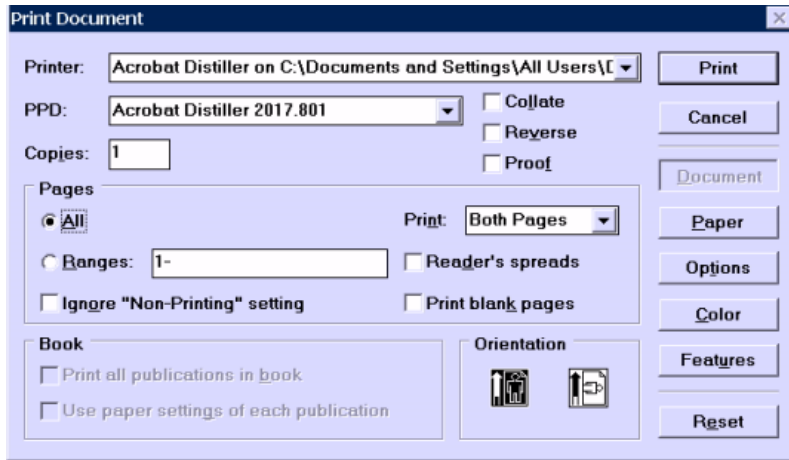 Print Document
Printer: Acrobat Distiller on C:\Documents and Settings\All Users\D
Print
PPD: Acrobat Distiller 2017.801
Collate
Cancel
Reverse
Copies: 1
Proof
Document
Pages
All
Print: Both Pages
Paper
Ranges: 1-
Reader's spreads
Options
Ignore "Non-Printing" setting
Print blank pages
Color
Book
Orientation
Features
Print all publications in book
Use paper settings of each publication
Reset